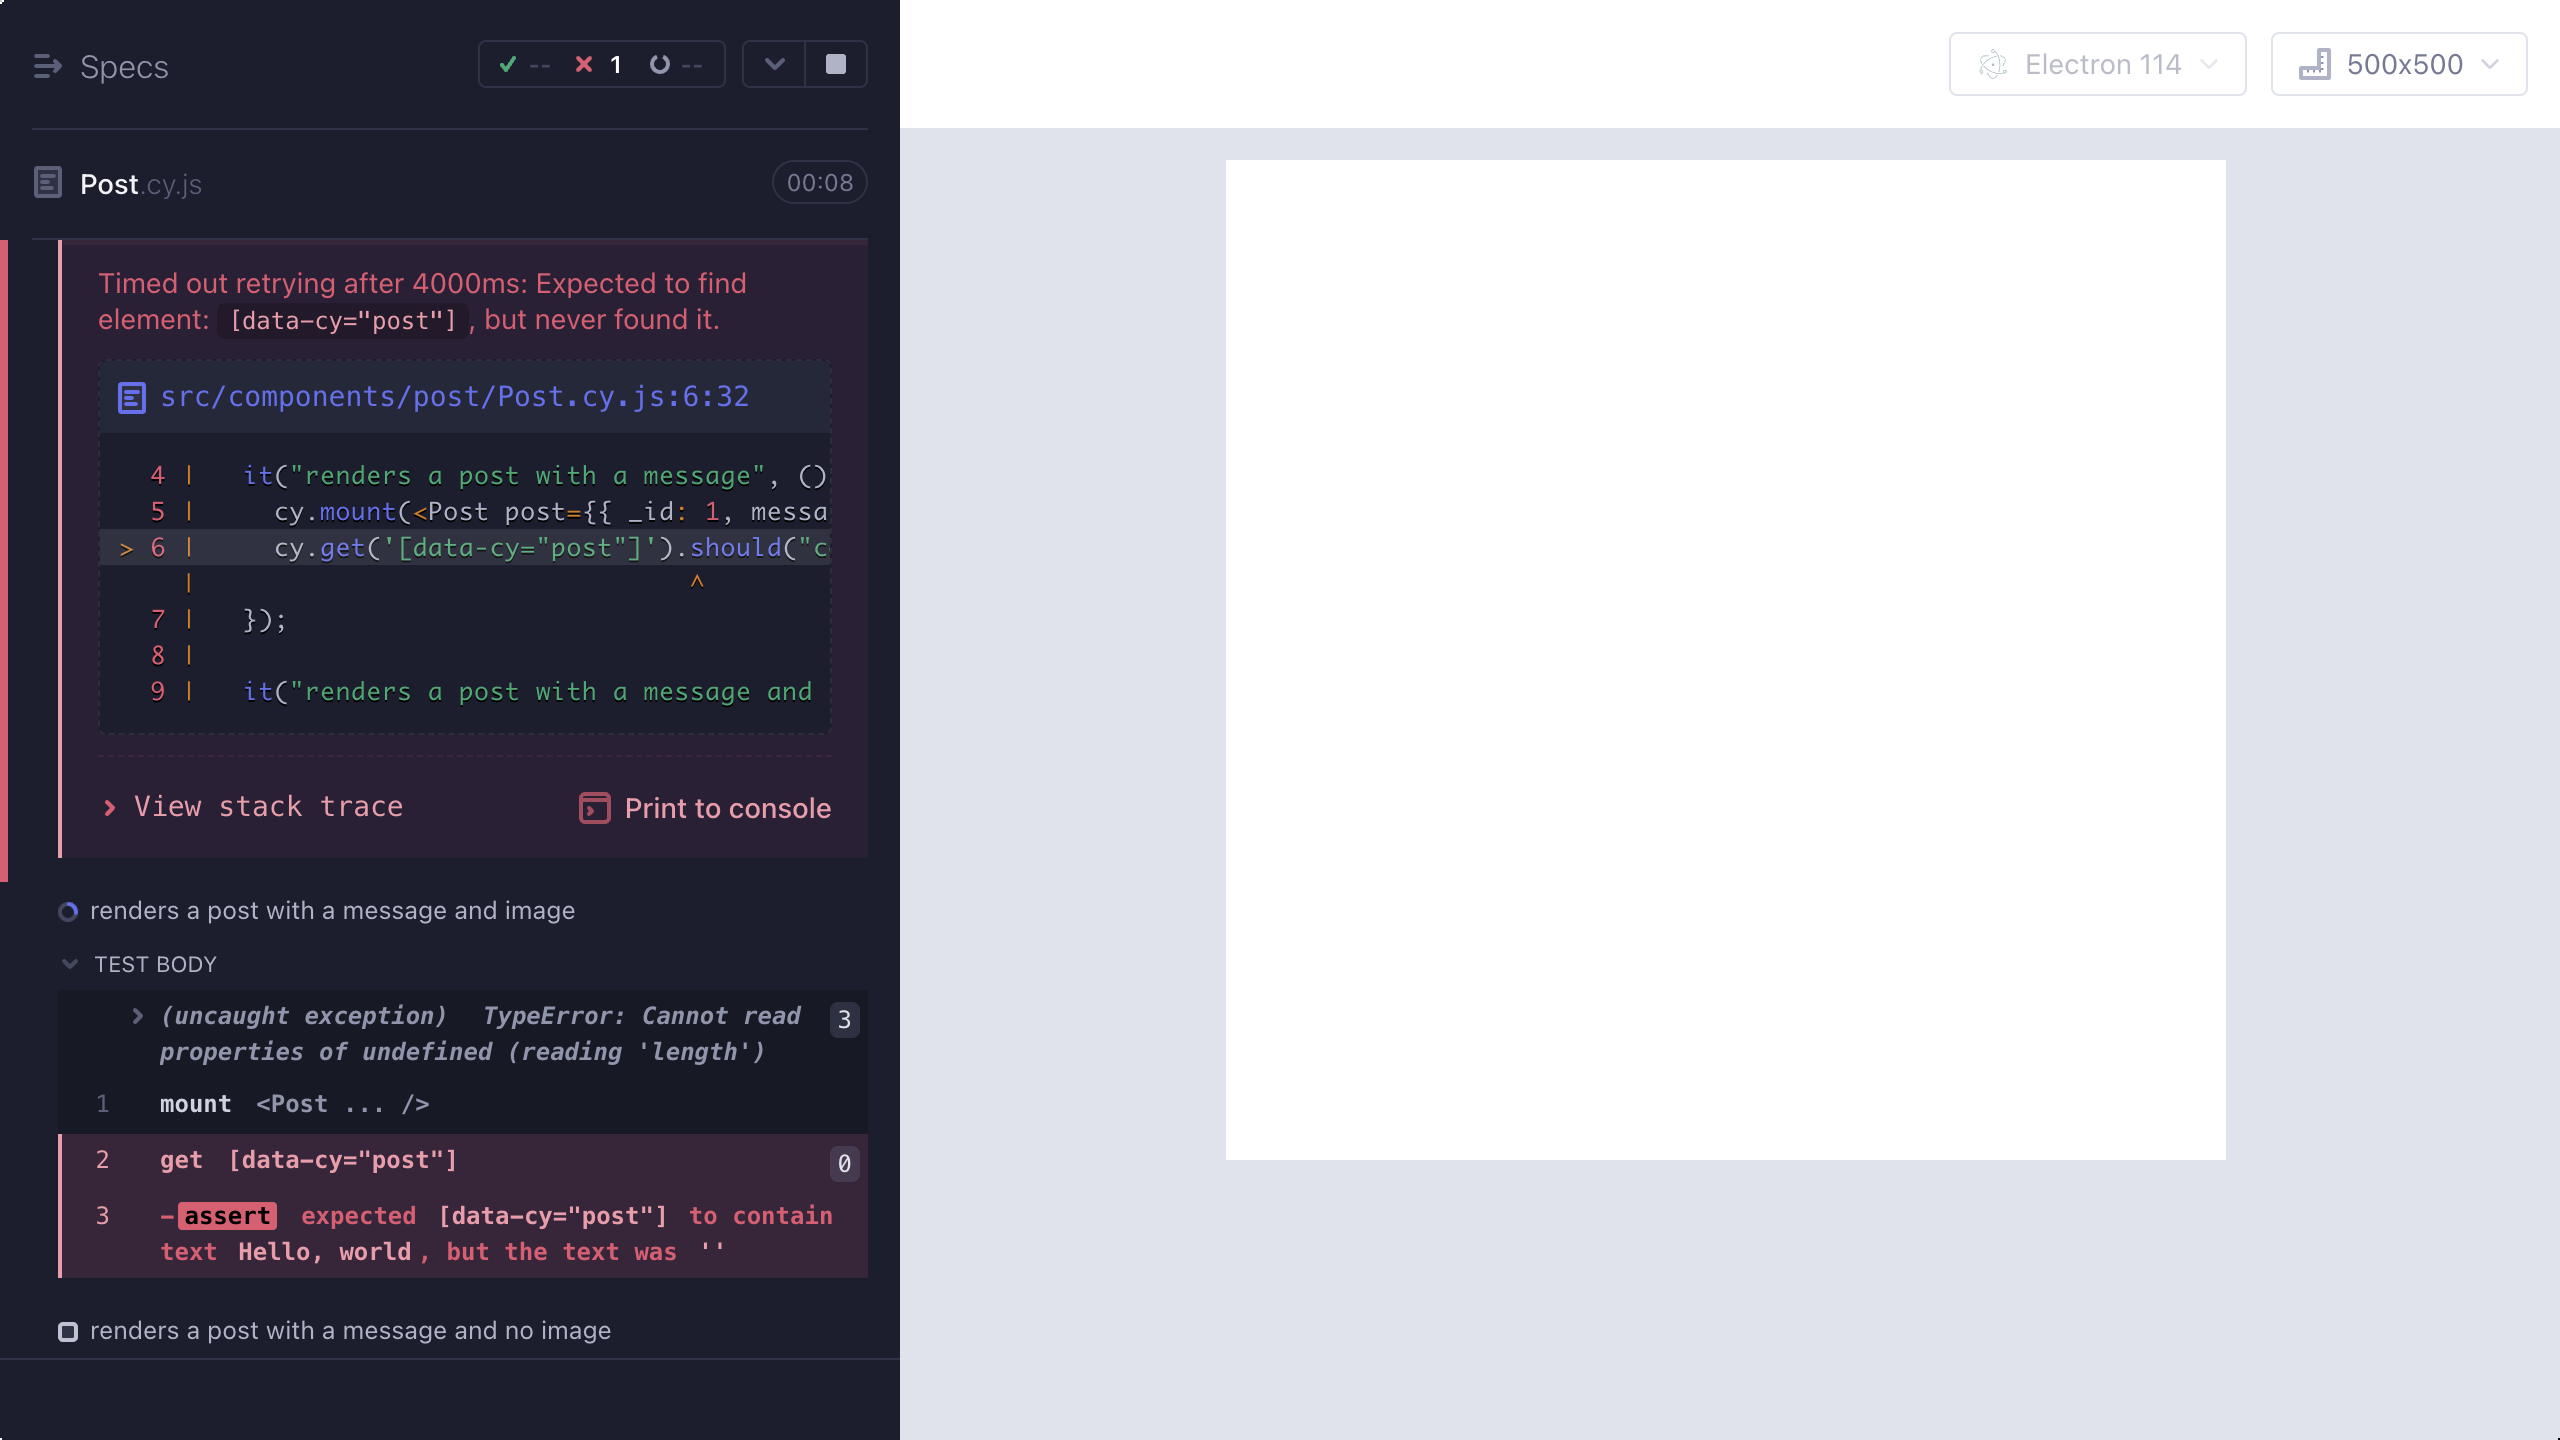 Specs
-- 1 --
Post.cy.js
00:08
Timed out retrying after 4000ms: Expected to find
element: [data-cy="post"] , but never found it.
src/components/post/Post.cy.js:6:32
4 | it("renders a post with a message", ()
5 | cy.mount(<Post post={{ _id: 1, messa
> 6 | cy.get('[data-cy="post"]').should("c
| ^
7 | });
8 |
9 | it("renders a post with a message and
View stack trace
Print to console
renders a post with a message and image
TEST BODY
(uncaught exception) TypeError: Cannot read 3
properties of undefined (reading 'length')
1 mount <Post ... />
2 get [data-cy="post"] 0
3 -assert expected [data-cy="post"] to contain
text Hello, world, but the text was ''
renders a post with a message and no image
Electron 114
500x500